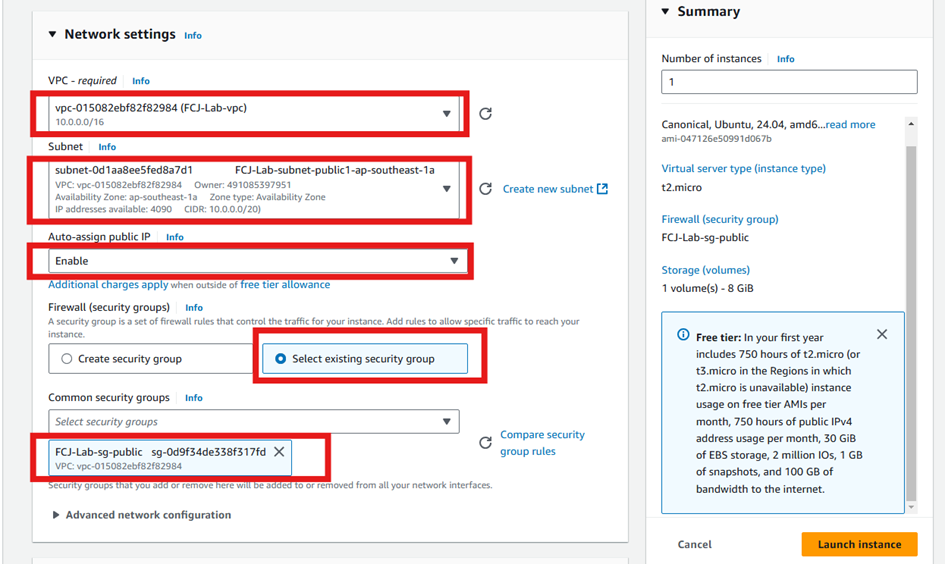 Network settings Info
VPC - required Info
vpc-015082ebf82f82984 (FCJ-Lab-vpc)
10.0.0.0/16
Subnet Info
subnet-0d1aa8ee5fed8a7d1 FCJ-Lab-subnet-public1-ap-southeast-1a
VPC: vpc-015082ebf82f82984 Owner: 491085397951
Availability Zone: ap-southeast-1a Zone type: Availability Zone
IP addresses available: 4090 CIDR: 10.0.0.0/20)
Create new subnet
Auto-assign public IP Info
Enable
Additional charges apply when outside of free tier allowance
Firewall (security groups) Info
A security group is a set of firewall rules that control the traffic for your instance. Add rules to allow specific traffic to reach your
instance.
Create security group
Select existing security group
Common security groups Info
Select security groups
FCJ-Lab-sg-public sg-0d9f34de338f317fd
VPC: vpc-015082ebf82f82984
Compare security
group rules
Security groups that you add or remove here will be added to or removed from all your network interfaces.
Advanced network configuration
Summary
Number of instances Info
1
Canonical, Ubuntu, 24.04, amd6...read more
ami-047126e50991d067b
Virtual server type (instance type)
t2.micro
Firewall (security group)
FCJ-Lab-sg-public
Storage (volumes)
1 volume(s) - 8 GiB
Free tier: In your first year
includes 750 hours of t2.micro (or
t3.micro in the Regions in which
t2.micro is unavailable) instance
usage on free tier AMIs per
month, 750 hours of public IPv4
address usage per month, 30 GiB
of EBS storage, 2 million IOs, 1 GB
of snapshots, and 100 GB of
bandwidth to the internet.
Cancel
Launch instance